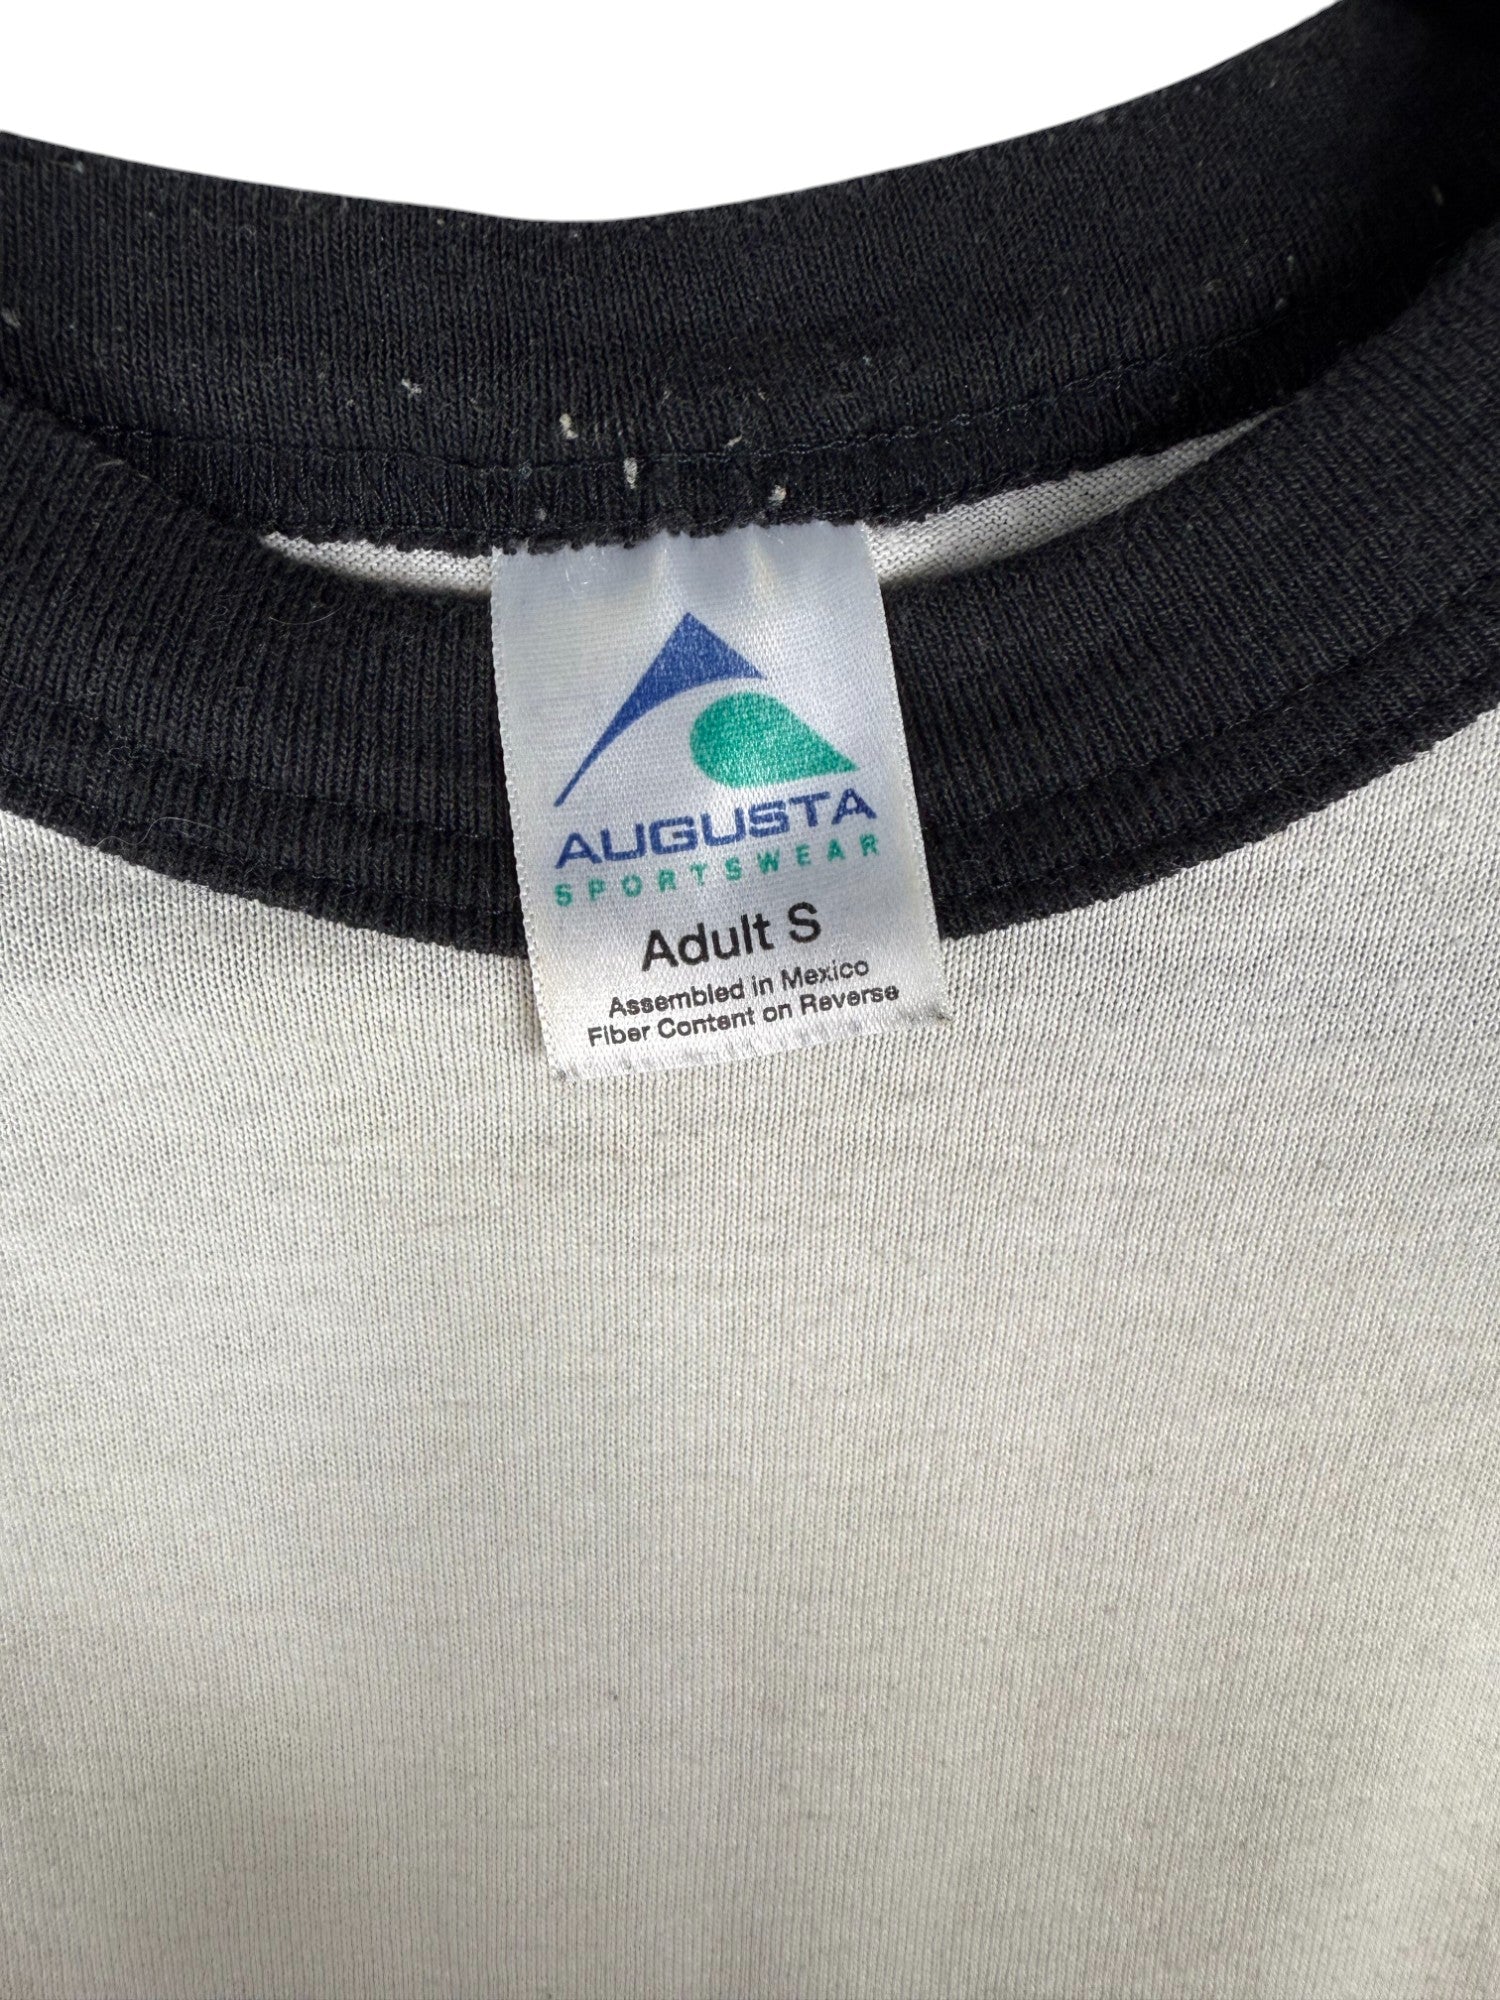 AUGUSTA
SPORTSWEAR
Adult S
Assembled in Mexico
Fiber Content on Reverse